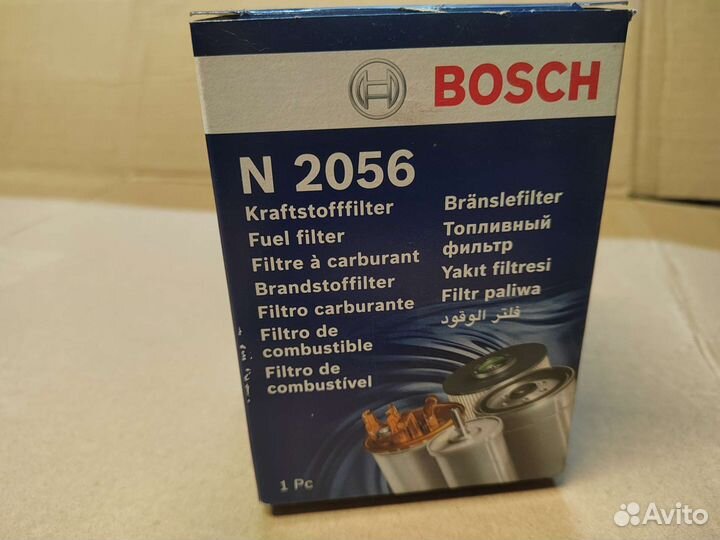 BOSCH
N 2056
Kraftstofffilter
Fuel filter
Filtre à carburant
Brandstoffilter
Filtro carburante
Filtro de
combustible
Filtro de
combustível
Bränslefilter
Топливный
фильтр
Yakıt filtresi
Filtr paliwa
فلتر الوقود
1 Pc
Avito